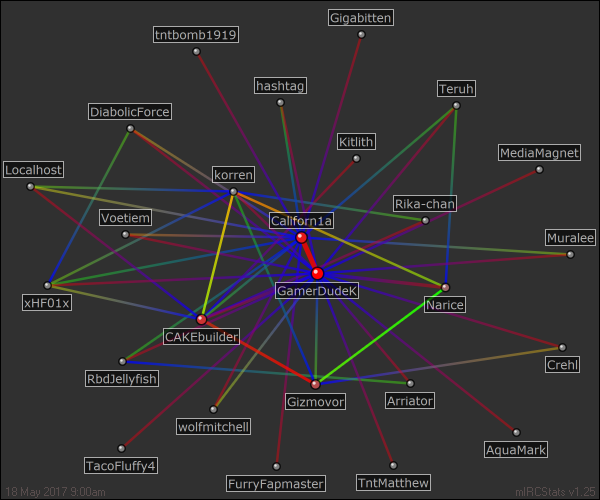 Gigabitten
tntbomb1919
hashtag
Teruh
DiabolicForce
Kitlith
MediaMagnet
Localhost
korren
Rika-chan
Voetiem
Californ1a
Muralee
GamerDudeK
xHF01x
Narice
CAKEbuilder
Crehl
RbdJellyfish
Gizmovor
Arriator
wolfmitchell
AquaMark
TacoFluffy4
FurryFapmaster
TntMatthew
18 May 2017 9:00am
mIRCStats v1.25